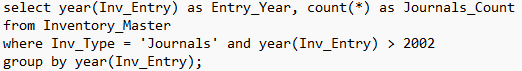 select year(Inv_Entry) as Entry_Year, count(*) as Journals_Count
from Inventory_Master
where Inv_Type = 'Journals' and year(Inv_Entry) > 2002
group by year(Inv_Entry);